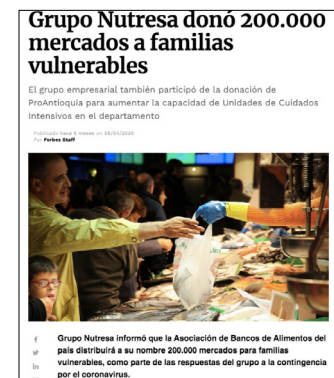 Grupo Nutresa donó 200.000
mercados a familias
vulnerables
El grupo empresarial también participó de la donación de
ProAntioquia para aumentar la capacidad de Unidades de Cuidados
Intensivos en el departamento
Publicado hace 5 meses on 08/04/2020
Por Forbes Staff
Grupo Nutresa informó que la Asociación de Bancos de Alimentos del
país distribuirá a su nombre 200.000 mercados para familias
vulnerables, como parte de las respuestas del grupo a la contingencia
por el coronavirus.